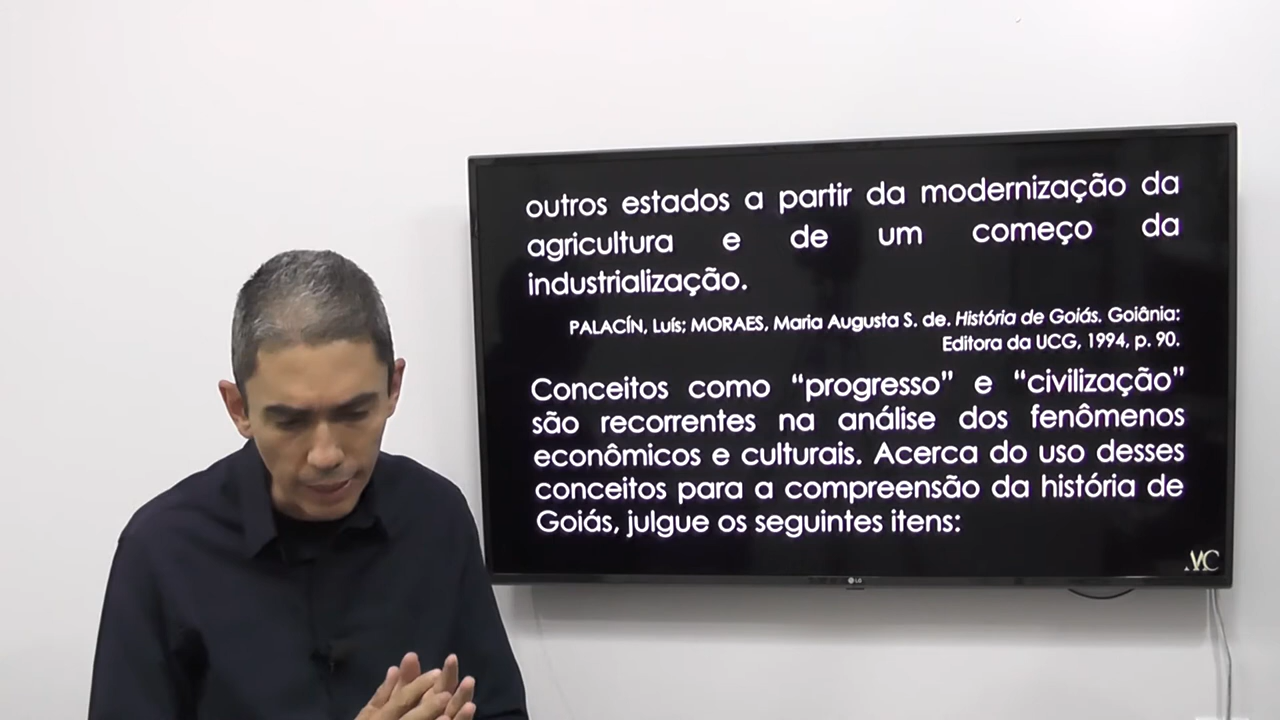 outros estados a partir da modernização da
agricultura e de um começo da
industrialização.
PALACÍN, Luís; MORAES, Maria Augusta S. de. História de Goiás. Goiânia:
Editora da UCG, 1994, p. 90.
Conceitos como “progresso” e “civilização”
são recorrentes na análise dos fenômenos
econômicos e culturais. Acerca do uso desses
conceitos para a compreensão da história de
Goiás, julgue os seguintes itens:
MC
LG